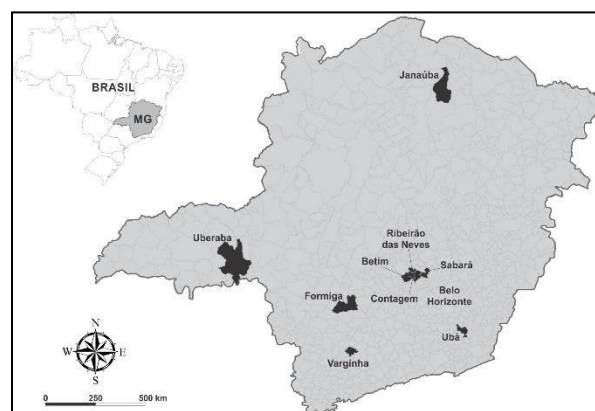 BRASIL
MG
Janaúba
Uberaba
Ribeirão
das Neves
Betim
Sabará
Contagem
Belo
Horizonte
Formiga
Ubá
Varginha
N
W
E
S
0 250 500 km